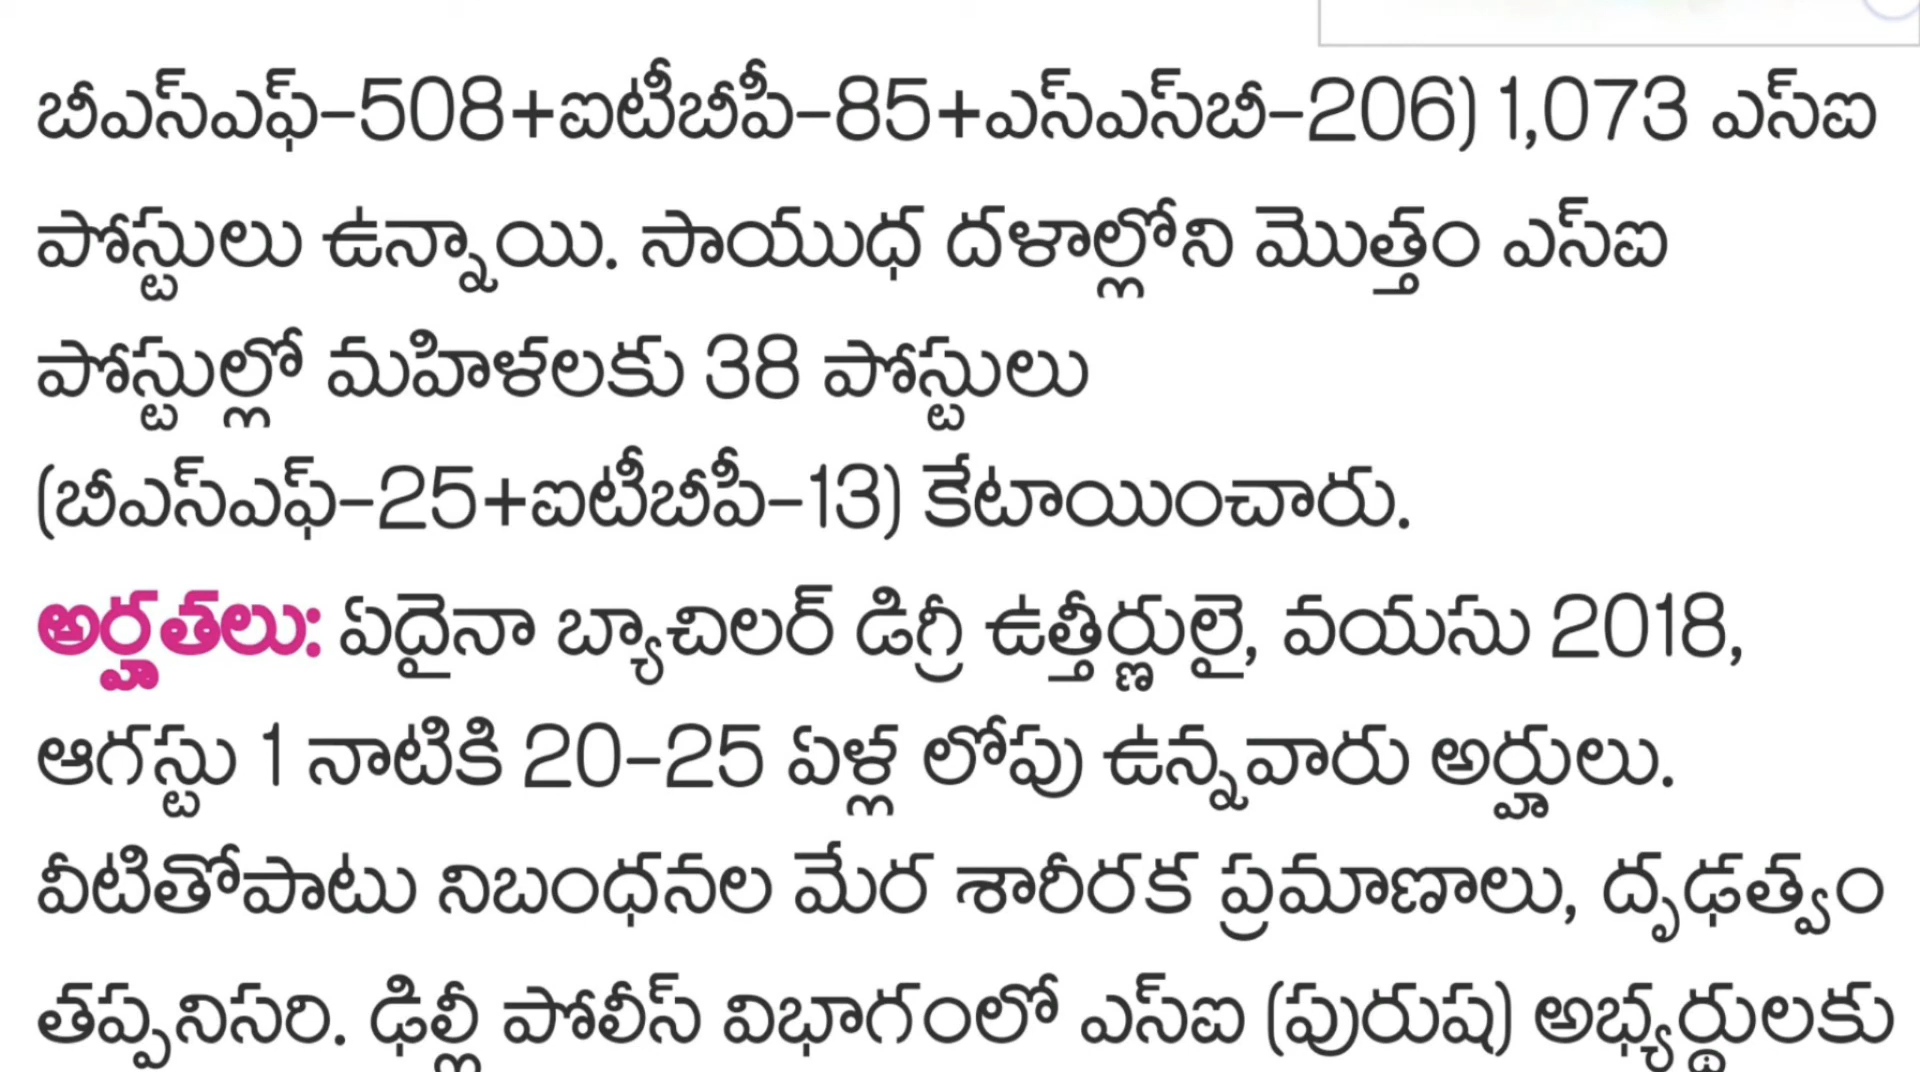 బీఎస్ఎఫ్-508+ఐటీబీపీ-85+ఎస్ఎస్‌బీ-206) 1,073 ఎస్ఐ
పోస్టులు ఉన్నాయి. సాయుధ దళాల్లోని మొత్తం ఎస్ఐ
పోస్టుల్లో మహిళలకు 38 పోస్టులు
(బీఎస్ఎఫ్-25+ఐటీబీపీ-13) కేటాయించారు.
అర్హతలు: ఏదైనా బ్యాచిలర్ డిగ్రీ ఉత్తీర్ణులై, వయసు 2018,
ఆగస్టు 1 నాటికి 20-25 ఏళ్ల లోపు ఉన్నవారు అర్హులు.
వీటితోపాటు నిబంధనల మేర శారీరక ప్రమాణాలు, దృఢత్వం
తప్పనిసరి. ఢిల్లీ పోలీస్ విభాగంలో ఎస్ఐ (పురుష) అభ్యర్థులకు